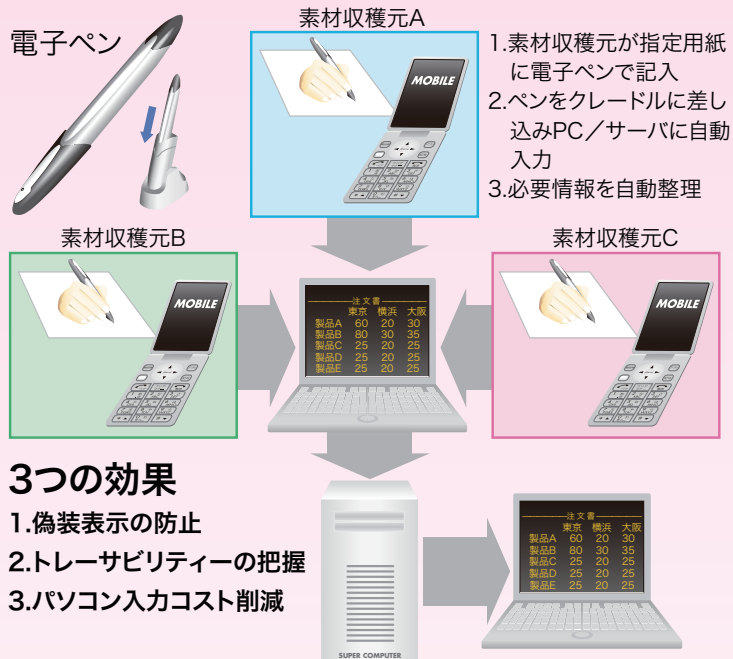 電子ペン
素材収穫元A
MOBILE
1.素材収穫元が指定用紙
に電子ペンで記入
2.ペンをクレードルに差し
込みPC／サーバに自動
入力
3.必要情報を自動整理
素材収穫元B
MOBILE
素材収穫元C
MOBILE
注文書
東京 横浜 大阪
製品A 60 20 30
製品B 80 30 35
製品C 25 20 25
製品D 25 20 25
製品E 25 20 25
3つの効果
1.偽装表示の防止
2.トレーサビリティーの把握
3.パソコン入力コスト削減
SUPER COMPUTER
注文書
東京 横浜 大阪
製品A 60 20 30
製品B 80 30 35
製品C 25 20 25
製品D 25 20 25
製品E 25 20 25